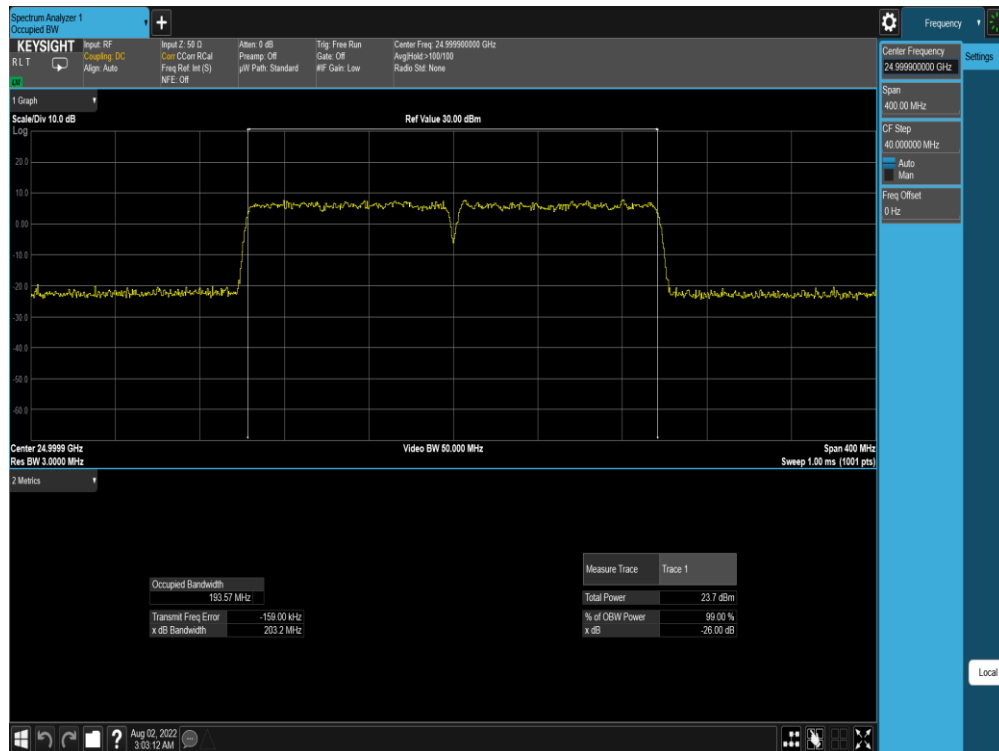 Spectrum Analyzer 1
Occupied BW
+
Frequency
KEYSIGHT
R L T
LXI
Input: RF
Coupling: DC
Align: Auto
Input Z: 50 Ω
Corr CCorr RCal
Freq Ref: Int (S)
NFE: Off
Atten: 0 dB
Preamp: Off
µW Path: Standard
Trig: Free Run
Gate: Off
#IF Gain: Low
Center Freq: 24.999900000 GHz
Avg|Hold:>100/100
Radio Std: None
Center Frequency
24.999900000 GHz
Settings
Span
400.00 MHz
CF Step
40.000000 MHz
Auto
Man
Freq Offset
0 Hz
1 Graph
Scale/Div 10.0 dB
Ref Value 30.00 dBm
Log
20.0
10.0
0.00
-10.0
-20.0
-30.0
-40.0
-50.0
-60.0
Center 24.9999 GHz
Video BW 50.000 MHz
Span 400 MHz
Res BW 3.0000 MHz
Sweep 1.00 ms (1001 pts)
2 Metrics
Occupied Bandwidth
193.57 MHz
Transmit Freq Error -159.00 kHz
x dB Bandwidth 203.2 MHz
Measure Trace Trace 1
Total Power 23.7 dBm
% of OBW Power 99.00 %
x dB -26.00 dB
Local
?
Aug 02, 2022
3:03:12 AM